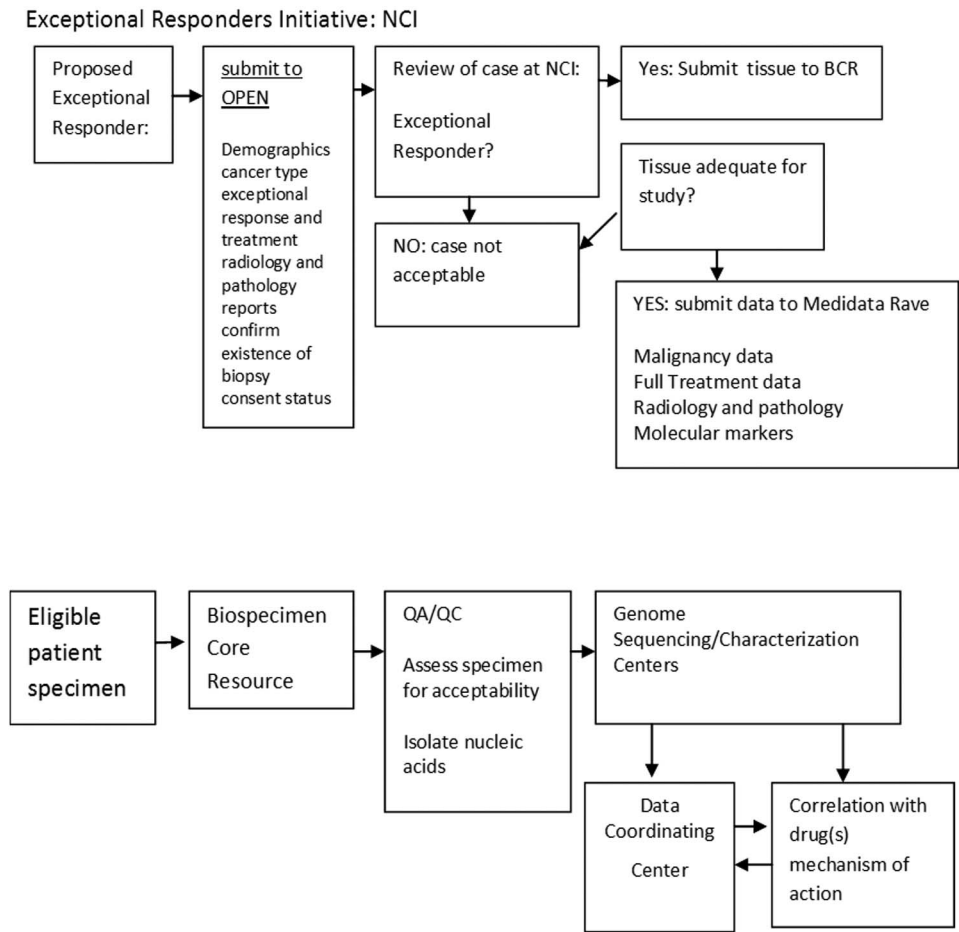 Exceptional Responders Initiative: NCI
Proposed
Exceptional
Responder:
submit to
OPEN
Demographics
cancer type
exceptional
response and
treatment
radiology and
pathology
reports
confirm
existence of
biopsy
consent status
Review of case at NCI:
Exceptional
Responder?
Yes: Submit tissue to BCR
NO: case not
acceptable
Tissue adequate for
study?
YES: submit data to Medidata Rave
Malignancy data
Full Treatment data
Radiology and pathology
Molecular markers
Eligible
patient
specimen
Biospecimen
Core
Resource
QA/QC
Assess specimen
for acceptability
Isolate nucleic
acids
Genome
Sequencing/Characterization
Centers
Data
Coordinating
Center
Correlation with
drug(s)
mechanism of
action